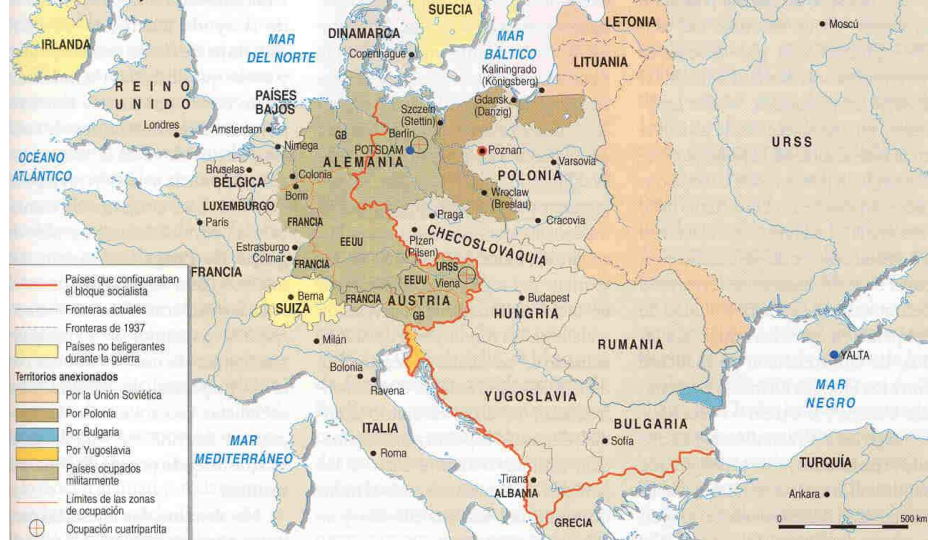 SUECIA
LETONIA
Moscú
IRLANDA
MAR
DEL NORTE
DINAMARCA
Copenhague
MAR
BÁLTICO
LITUANIA
Kaliningrado
(Königsberg)
REINO
UNIDO
PAÍSES
BAJOS
Szczein
(Stettin)
Gdansk
(Danzig)
Londres
Amsterdam
GB
Berlín
URSS
OCÉANO
ATLÁNTICO
Nimega
POTSDAM
ALEMANIA
Poznan
Varsovia
Bruselas
BÉLGICA
Colonia
Bonn
POLONIA
Wroclaw
(Breslau)
LUXEMBURGO
París
FRANCIA
Praga
Cracovia
Plzen
(Pilsen)
CHECOSLOVAQUIA
Estrasburgo
Colmar
EEUU
FRANCIA
FRANCIA
URSS
Viena
EEUU
Berna
SUIZA
FRANCIA
AUSTRIA
GB
Budapest
HUNGRÍA
Milán
RUMANIA
YALTA
Bolonia
Ravena
YUGOSLAVIA
MAR
NEGRO
ITALIA
BULGARIA
Sofía
MAR
MEDITERRÁNEO
Roma
Tirana
ALBANIA
TURQUÍA
Ankara
GRECIA
0
500 km
Países que configuaraban
el bloque socialista
Fronteras actuales
Fronteras de 1937
Países no beligerantes
durante la guerra
Territorios anexionados
Por la Unión Soviética
Por Polonia
Por Bulgaria
Por Yugoslavia
Países ocupados
militarmente
Límites de las zonas
de ocupación
Ocupación cuatripartita